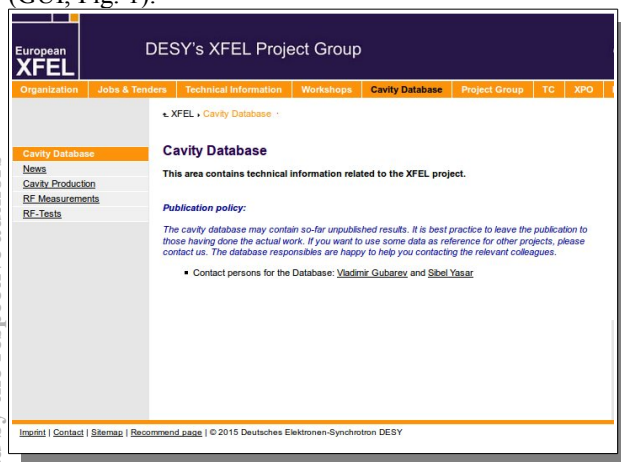 (GUI, Fig. 1).
European
XFEL
DESY's XFEL Project Group
Organization Jobs & Tenders Technical Information Workshops Cavity Database Project Group TC XPO
XFEL Cavity Database
Cavity Database
News
Cavity Production
RF Measurements
RF-Tests
Cavity Database
This area contains technical information related to the XFEL project.
Publication policy:
The cavity database may contain so-far unpublished results. It is best practice to leave the publication to
those having done the actual work. If you want to use some data as reference for other projects, please
contact us. The database responsibles are happy to help you contacting the relevant colleagues.
Contact persons for the Database: Vladimir Gubarev and Sibel Yasar
Imprint | Contact | Sitemap | Recommend page | © 2015 Deutsches Elektronen-Synchrotron DESY